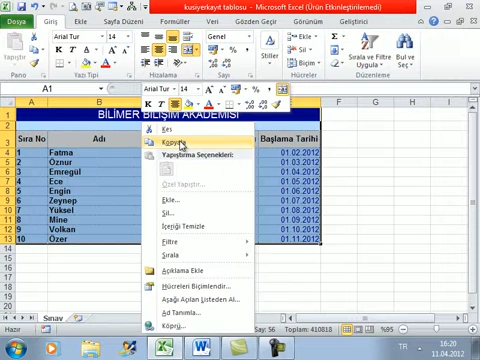 kusiyerkayit tablosu - Microsoft Excel (Ürün Etkinleştirilmedi)
Dosya Giriş Ekle Sayfa Düzeni Formüller Veri Gözden Geçir Görünüm Geliştirici
Arial Tur 14 Genel Ekle Sil Biçim
Yapıştır Stiller Sırala ve Filtre Uygula Bul ve Seç
Pano Yazı Tipi Hücreler Düzenleme
A1 Arial Tur 14
A B F G H I
1 BİLİMER BİLİŞİM AKADEMİSİ
2
3 Sıra No Adı Başlama Tarihi
4 1 Fatma 01.02.2012
5 2 Öznur 01.03.2012
6 3 Emregül 01.04.2012
7 4 Ece 01.05.2012
8 5 Engin 01.06.2012
9 6 Zeynep 01.07.2012
10 7 Yüksel 01.08.2012
11 8 Mine 01.09.2012
12 9 Volkan 01.10.2012
13 10 Özer 01.11.2012
14
15
16
17
18
19
20
Kes
Kopyala
Yapıştırma Seçenekleri:
Özel Yapıştır...
Ekle...
Sil...
İçeriği Temizle
Filtre
Sırala
Açıklama Ekle
Hücreleri Biçimlendir...
Aşağı Açılan Listeden Al...
Ad Tanımla...
Köprü...
Sınav
Hazır Say: 56 Toplam: 410818 %95
TR 16:20
11.04.2012